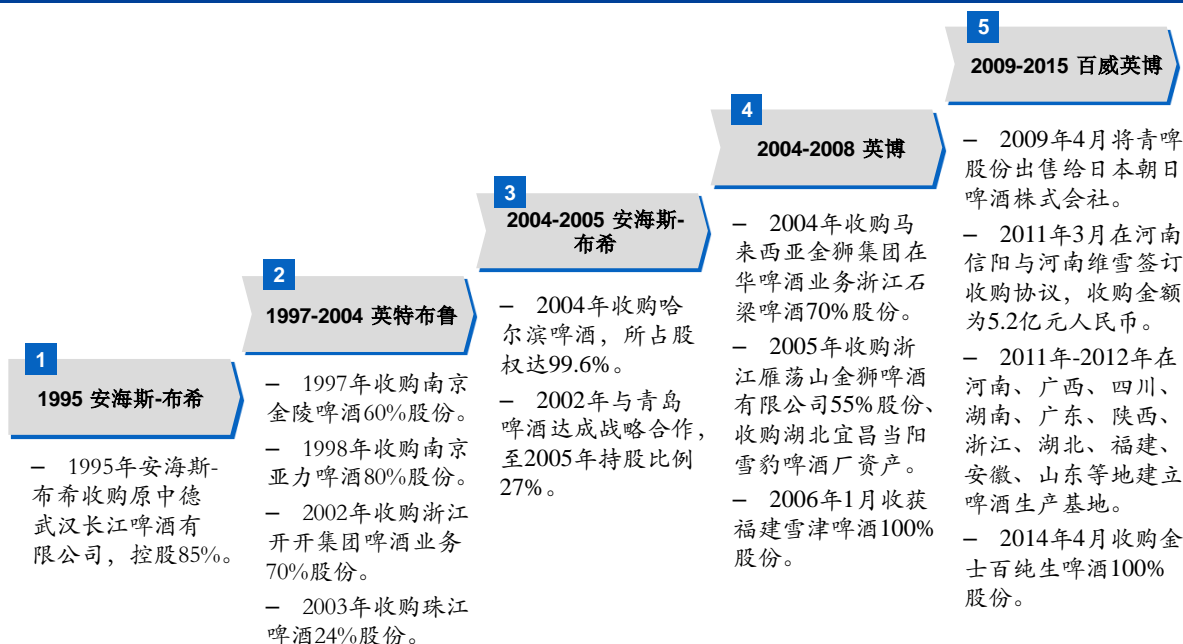 1
1995 安海斯-布希
– 1995年安海斯-
布希收购原中德
武汉长江啤酒有
限公司，控股85%。
2
1997-2004 英特布鲁
– 1997年收购南京
金陵啤酒60%股份。
– 1998年收购南京
亚力啤酒80%股份。
– 2002年收购浙江
开开集团啤酒业务
70%股份。
– 2003年收购珠江
啤酒24%股份。
3
2004-2005 安海斯-
布希
– 2004年收购哈
尔滨啤酒，所占股
权达99.6%。
– 2002年与青岛
啤酒达成战略合作，
至2005年持股比例
27%。
4
2004-2008 英博
– 2004年收购马
来西亚金狮集团在
华啤酒业务浙江石
梁啤酒70%股份。
– 2005年收购浙
江雁荡山金狮啤酒
有限公司55%股份、
收购湖北宜昌当阳
雪豹啤酒厂资产。
– 2006年1月收获
福建雪津啤酒100%
股份。
5
2009-2015 百威英博
– 2009年4月将青啤
股份出售给日本朝日
啤酒株式会社。
– 2011年3月在河南
信阳与河南维雪签订
收购协议，收购金额
为5.2亿元人民币。
– 2011年-2012年在
河南、广西、四川、
湖南、广东、陕西、
浙江、湖北、福建、
安徽、山东等地建立
啤酒生产基地。
– 2014年4月收购金
士百纯生啤酒100%
股份。